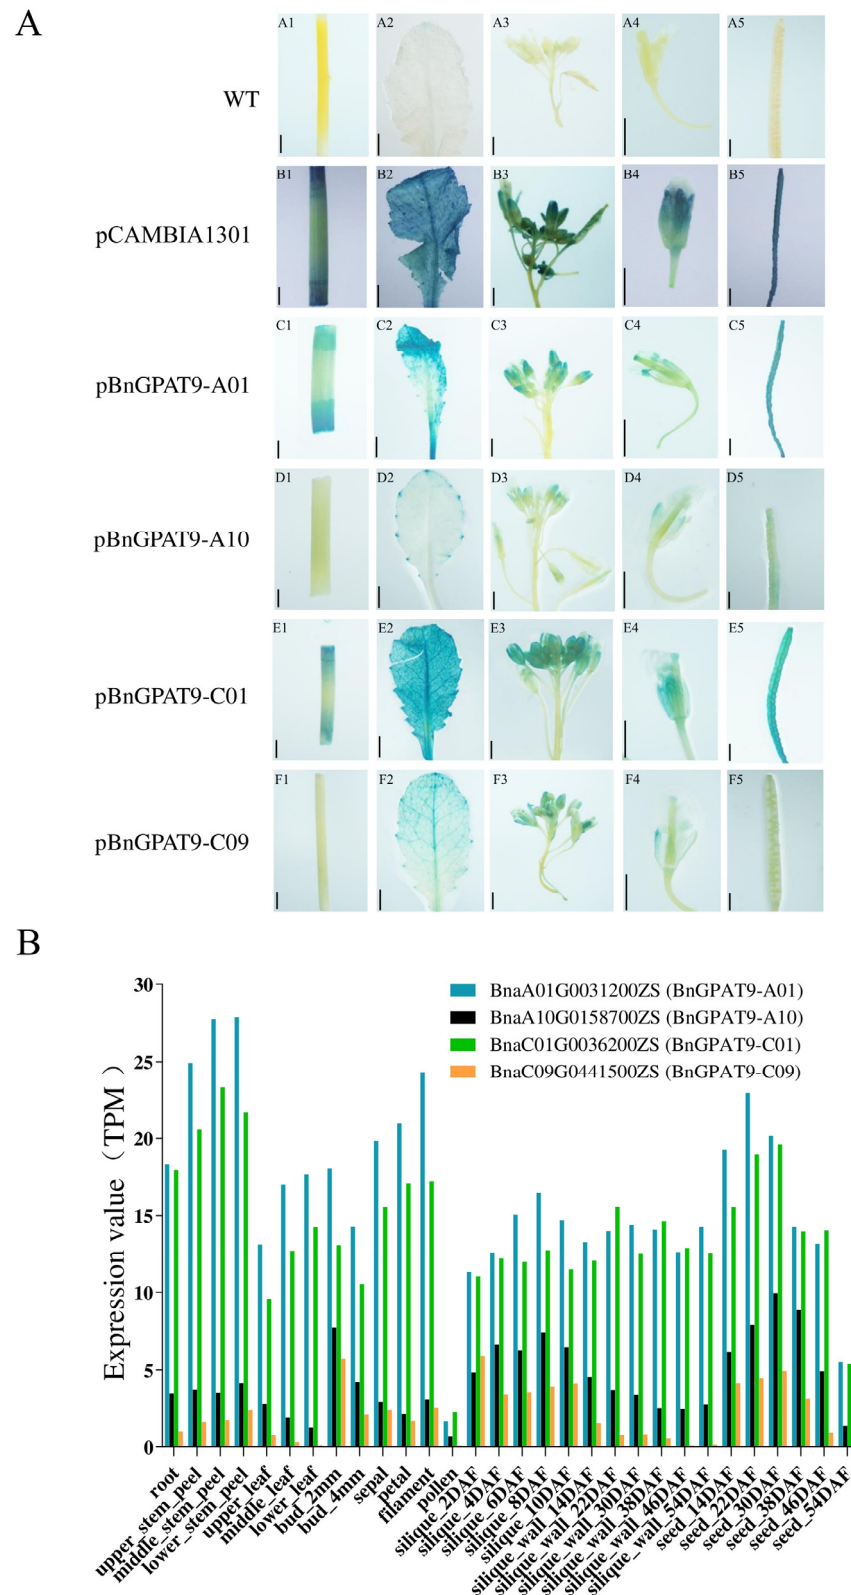 A
WT
A1
A2
A3
A4
A5
pCAMBIA1301
B1
B2
B3
B4
B5
pBnGPAT9-A01
C1
C2
C3
C4
C5
pBnGPAT9-A10
D1
D2
D3
D4
D5
pBnGPAT9-C01
E1
E2
E3
E4
E5
pBnGPAT9-C09
F1
F2
F3
F4
F5
B
BnaA01G0031200ZS (BnGPAT9-A01)
BnaA10G0158700ZS (BnGPAT9-A10)
BnaC01G0036200ZS (BnGPAT9-C01)
BnaC09G0441500ZS (BnGPAT9-C09)
Expression value（TPM）
30
25
20
15
10
5
0
root
upper_stem_peel
middle_stem_peel
lower_stem_peel
upper_leaf
middle_leaf
lower_leaf
bud_2mm
bud_4mm
sepal
petal
filament
pollen
silique_2DAF
silique_4DAF
silique_6DAF
silique_8DAF
silique_10DAF
silique_wall_14DAF
silique_wall_22DAF
silique_wall_30DAF
silique_wall_38DAF
silique_wall_46DAF
silique_wall_54DAF
seed_14DAF
seed_22DAF
seed_30DAF
seed_38DAF
seed_46DAF
seed_54DAF